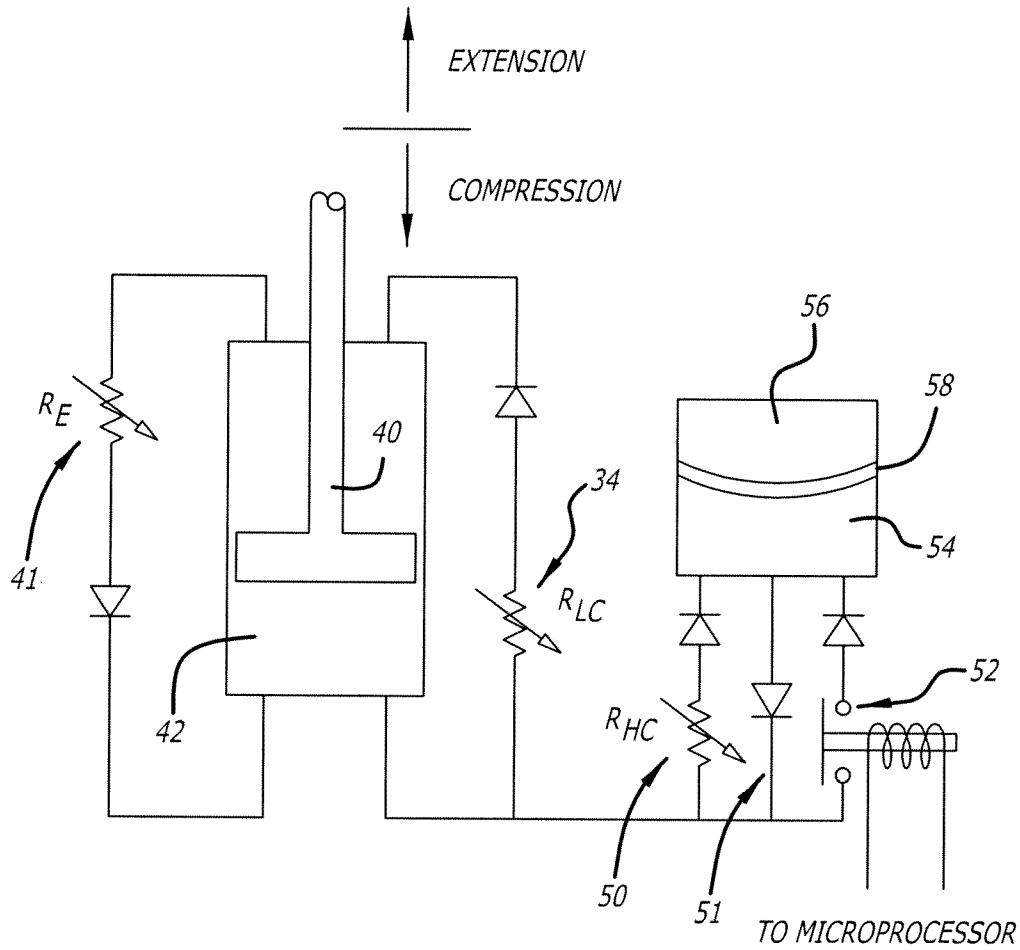 EXTENSION
COMPRESSION
56
58
R_E
40
34
54
41
R_LC
52
42
R_HC
50
51
TO MICROPROCESSOR